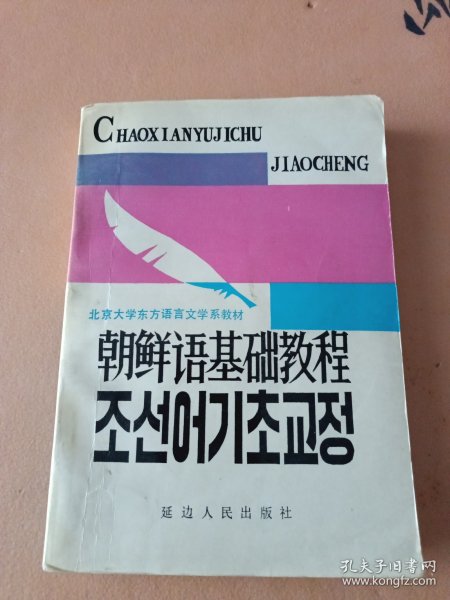 CHAOXIANYUJICHU
JIAOCHENG
北京大学东方语言文学系教材
朝鲜语基础教程
조선어기초교정
延边人民出版社
孔夫子旧书网
www.kongfz.com